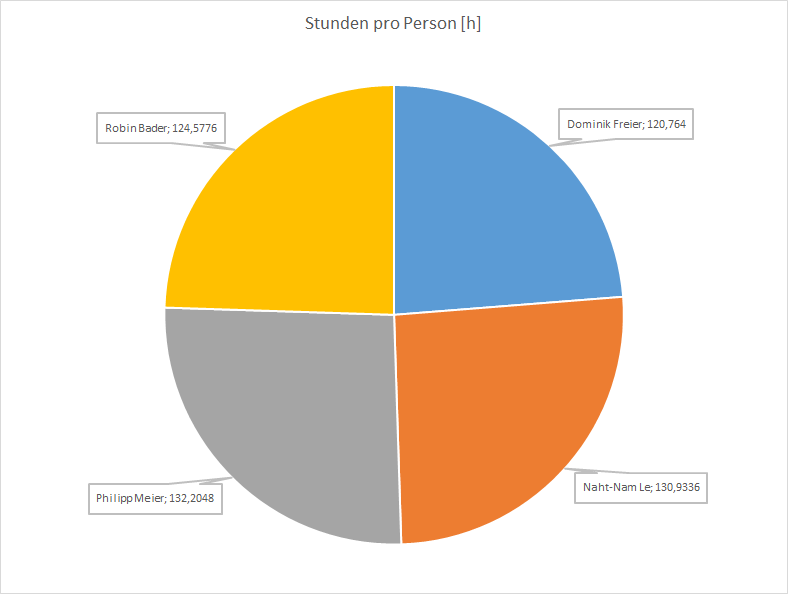 Stunden pro Person [h]
Robin Bader; 124,5776
Dominik Freier; 120,764
Philipp Meier; 132,2048
Naht-Nam Le; 130,9336